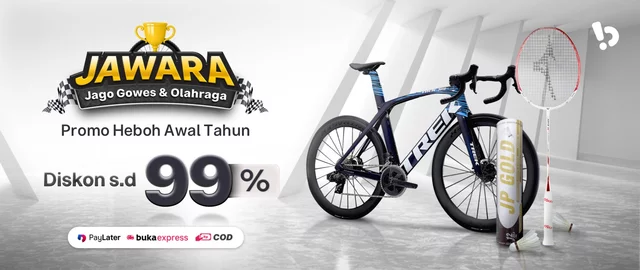 JAWARA
Jago Gowes & Olahraga
Promo Heboh Awal Tahun
Diskon s.d 99 %
PayLater bukaexpress COD
TREK
JP GOLD